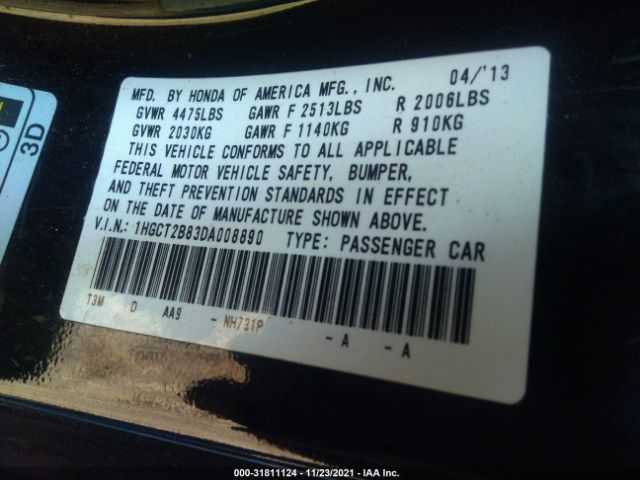 MFD. BY HONDA OF AMERICA MFG., INC. 04/'13
GVWR 4475LBS GAWR F 2513LBS R 2006LBS
GVWR 2030KG GAWR F 1140KG R 910KG
THIS VEHICLE CONFORMS TO ALL APPLICABLE
FEDERAL MOTOR VEHICLE SAFETY, BUMPER,
AND THEFT PREVENTION STANDARDS IN EFFECT
ON THE DATE OF MANUFACTURE SHOWN ABOVE.
V.I.N.: 1HGCT2B83DA008890 TYPE: PASSENGER CAR
T3M D AA9 - NH731P - A - A
3D
000-31811124 - 11/23/2021 - IAA Inc.